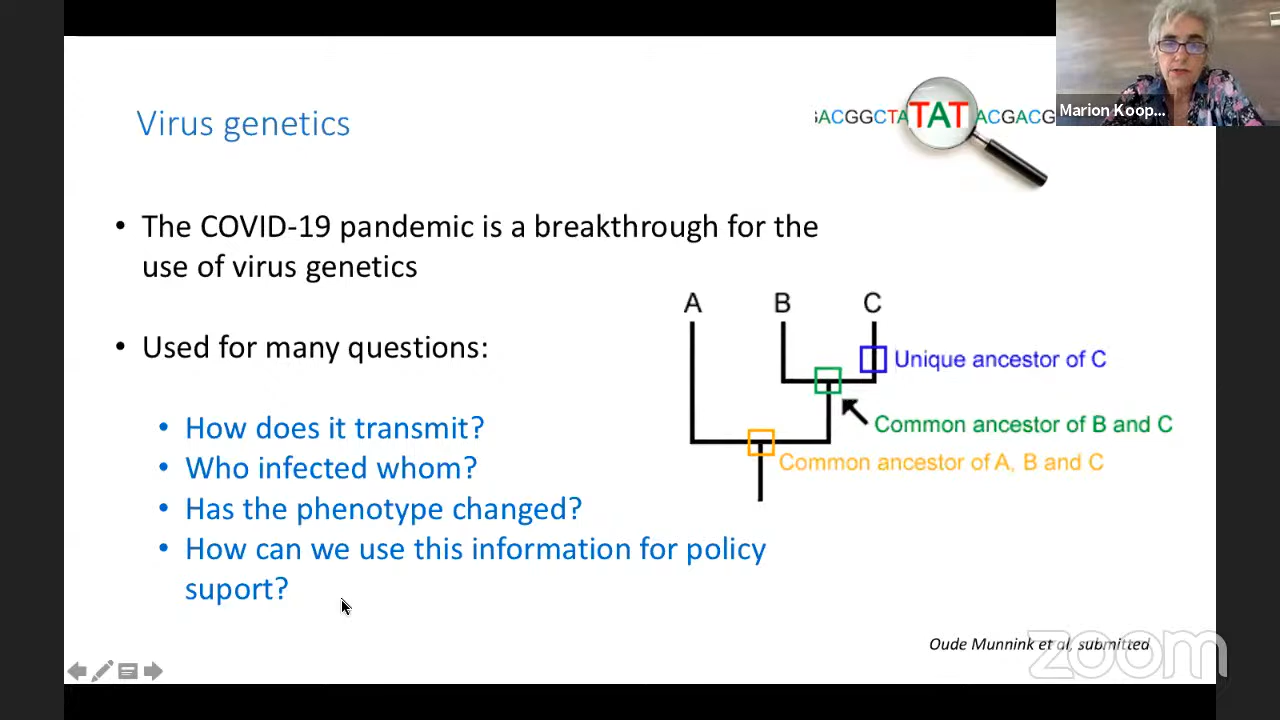 Virus genetics
GACGGCTATATACGACG
Marion Koop...
• The COVID-19 pandemic is a breakthrough for the
use of virus genetics
• Used for many questions:
• How does it transmit?
• Who infected whom?
• Has the phenotype changed?
• How can we use this information for policy
suport?
A B C
Unique ancestor of C
Common ancestor of B and C
Common ancestor of A, B and C
Oude Munnink et al, submitted
zoom